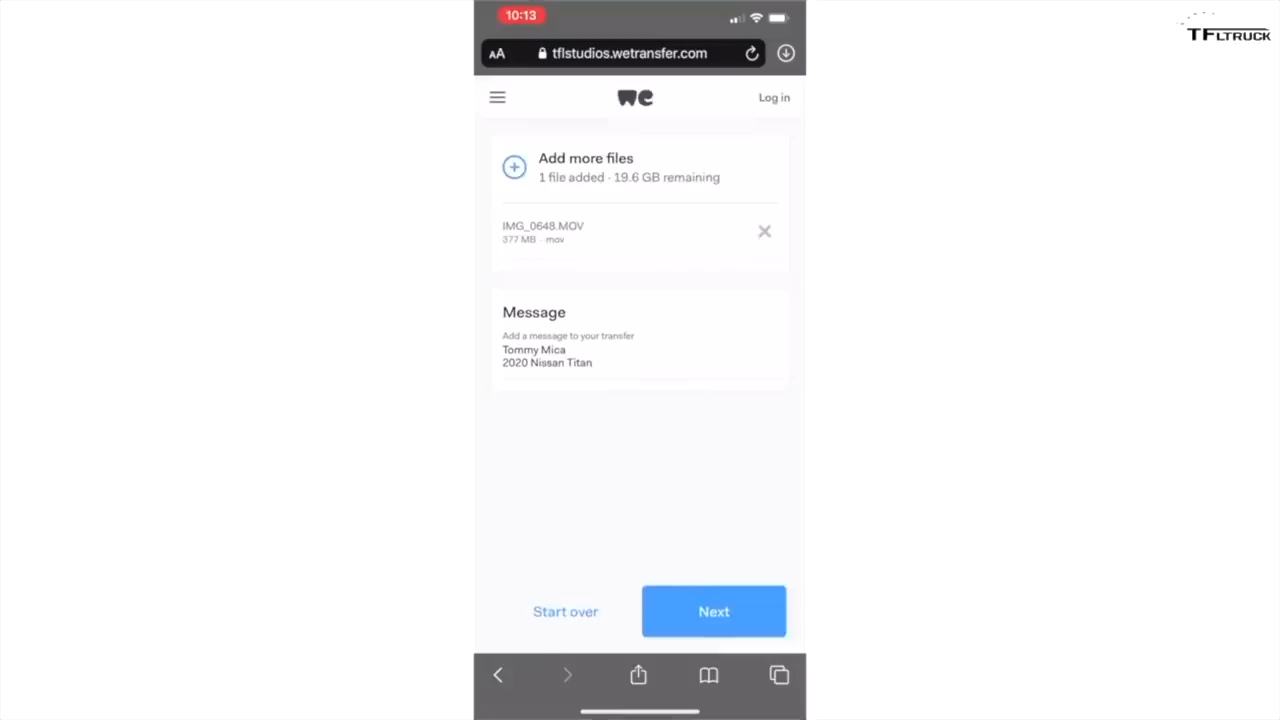 10:13
TFLTRUCK
AA
tflstudios.wetransfer.com
we
Log in
Add more files
1 file added · 19.6 GB remaining
IMG_0648.MOV
377 MB · mov
Message
Add a message to your transfer
Tommy Mica
2020 Nissan Titan
Start over
Next